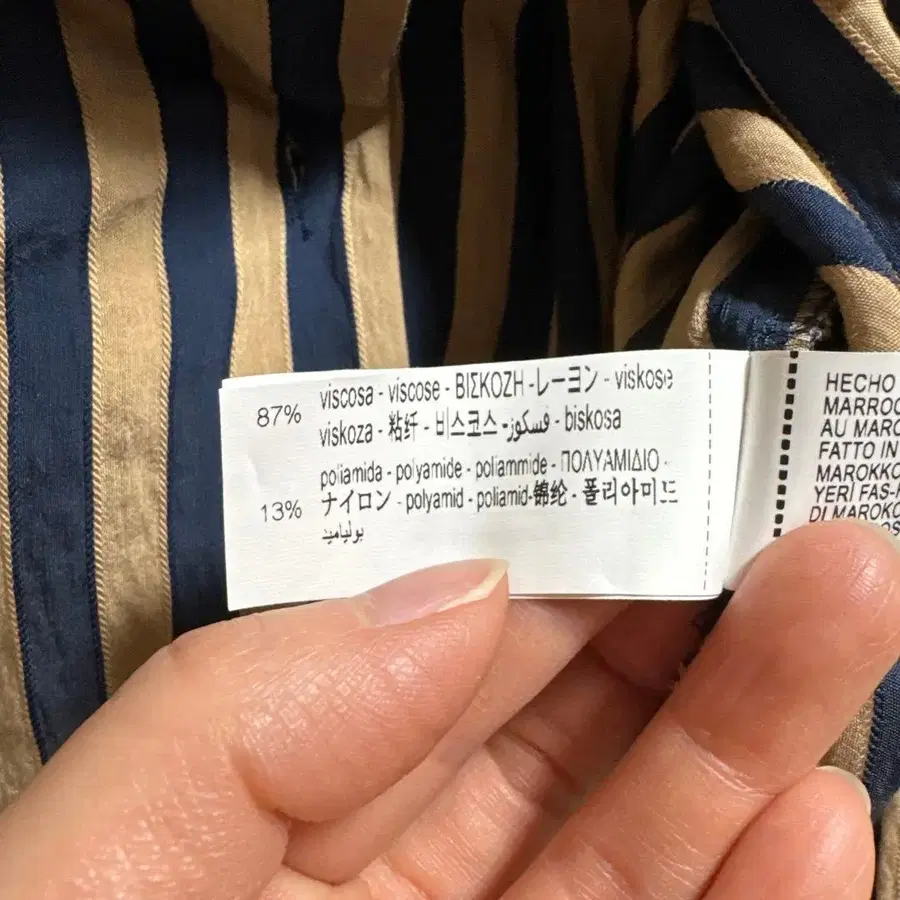 87%
viscosa - viscose - ΒΙΣΚΟΖΗ -レーヨン - viskose
viskoza - 粘纤 - 비스코스 - فسكوز - biskosa
13%
poliamida - polyamide - poliammide - ΠΟΛΥΑΜΙΔΙΟ -
ナイロン - polyamid - poliamid-锦纶 - 폴리아미드
بولياميد
HECHO
MARROC
AU MARO
FATTO IN
MAROKKO
YERİ FAS-
DI MAROKO